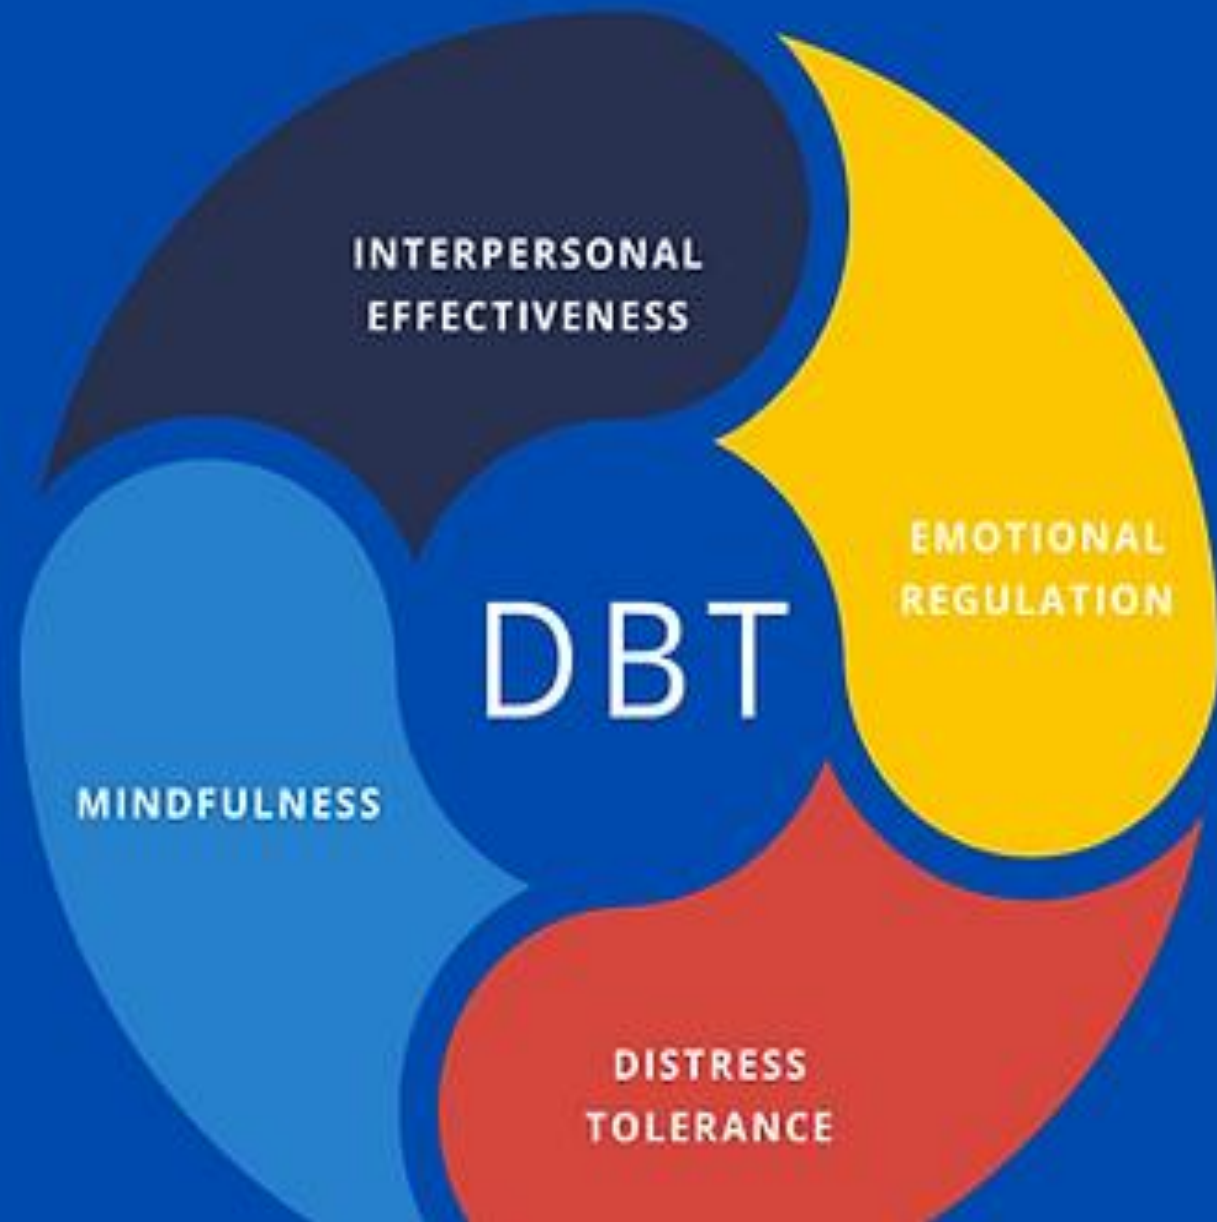 INTERPERSONAL
EFFECTIVENESS
EMOTIONAL
REGULATION
DBT
MINDFULNESS
DISTRESS
TOLERANCE